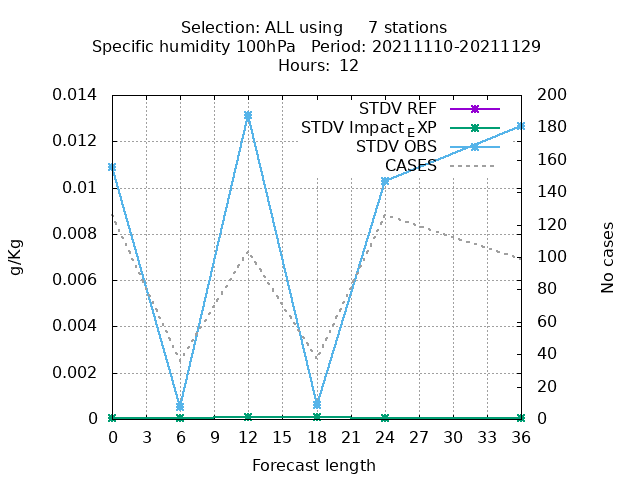 Selection: ALL using 7 stations
Specific humidity 100hPa Period: 20211110-20211129
Hours: 12
STDV REF
STDV Impact_EXP
STDV OBS
CASES
0.014
0.012
0.01
0.008
0.006
0.004
0.002
0
200
180
160
140
120
100
80
60
40
20
0
g/Kg
No cases
0 3 6 9 12 15 18 21 24 27 30 33 36
Forecast length